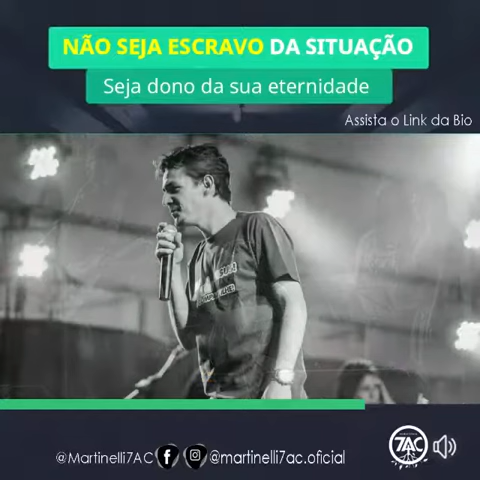 NÃO SEJA ESCRAVO DA SITUAÇÃO
Seja dono da sua eternidade
Assista o Link da Bio
7AC
@Martinelli7AC @martinelli7ac.oficial